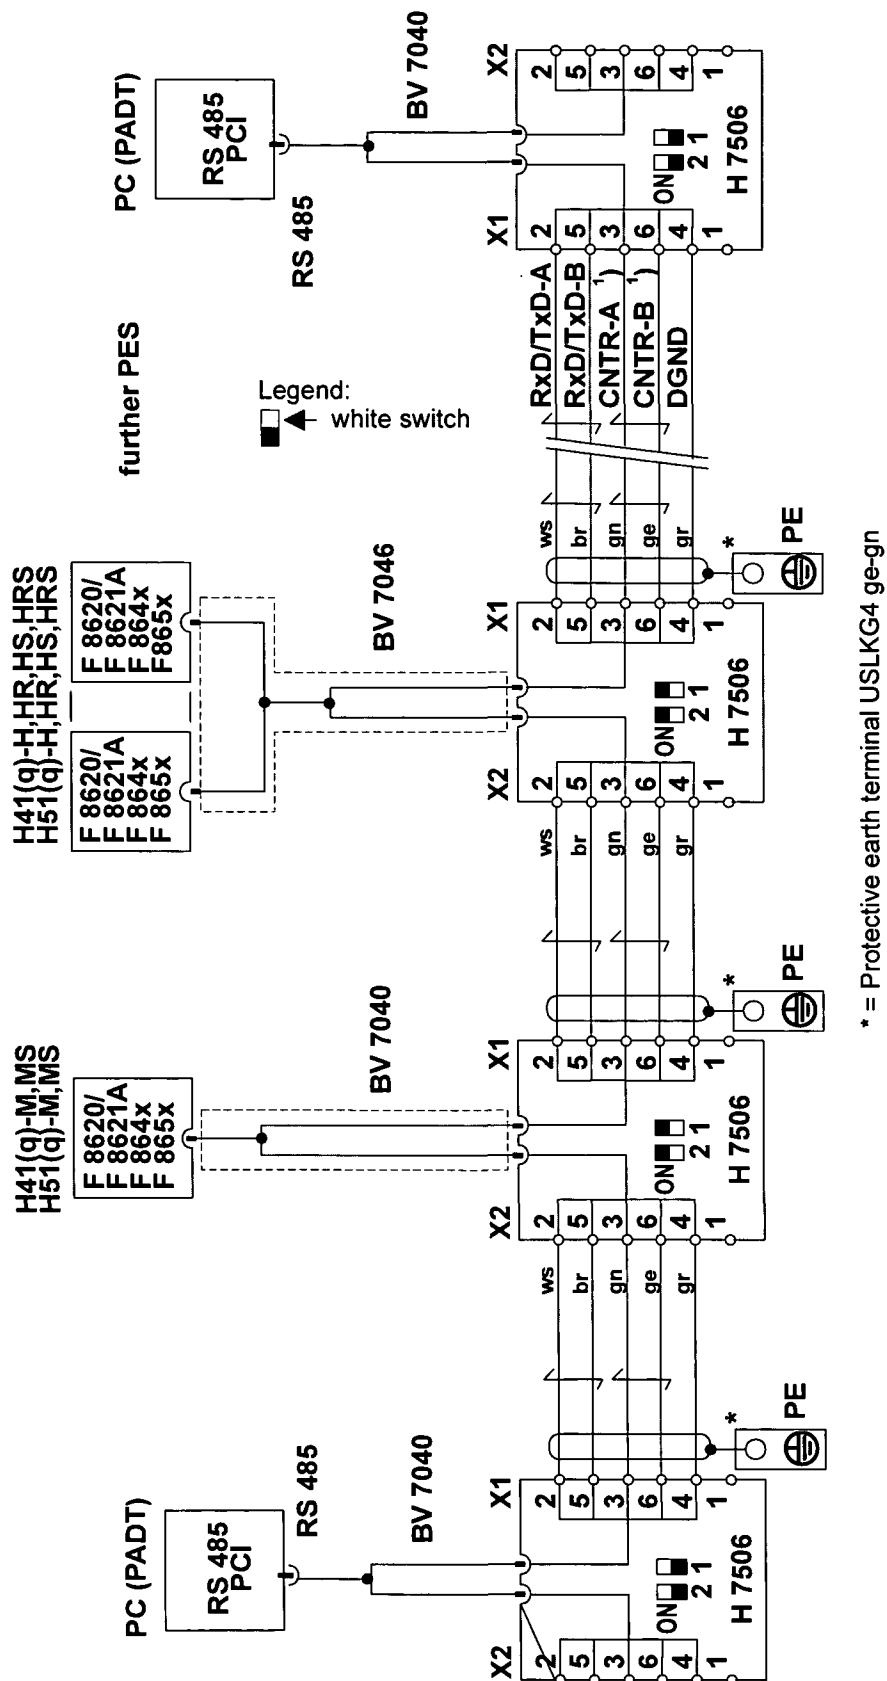 PC (PADT)
RS 485
PCI
RS 485
BV 7040
X2
2
5
3
6
4
1
X1
2
5
3
6
4
1
ON
2 1
H 7506
*
PE
ws
br
gn
ge
gr
H41(q)-M,MS
H51(q)-M,MS
F 8620/
F 8621A
F 864x
F 865x
BV 7040
X2
2
5
3
6
4
1
X1
2
5
3
6
4
1
ON
2 1
H 7506
*
PE
ws
br
gn
ge
gr
H41(q)-H,HR,HS,HRS
H51(q)-H,HR,HS,HRS
F 8620/
F 8621A
F 864x
F 865x
F 8620/
F 8621A
F 864x
F865x
BV 7046
X2
2
5
3
6
4
1
X1
2
5
3
6
4
1
ON
2 1
H 7506
*
PE
ws
br
gn
ge
gr
further PES
Legend:
white switch
RxD/TxD-A
RxD/TxD-B
CNTR-A 1)
CNTR-B 1)
DGND
PC (PADT)
RS 485
PCI
RS 485
BV 7040
X1
2
5
3
6
4
1
X2
2
5
3
6
4
1
ON
2 1
H 7506
* = Protective earth terminal USLKG4 ge-gn